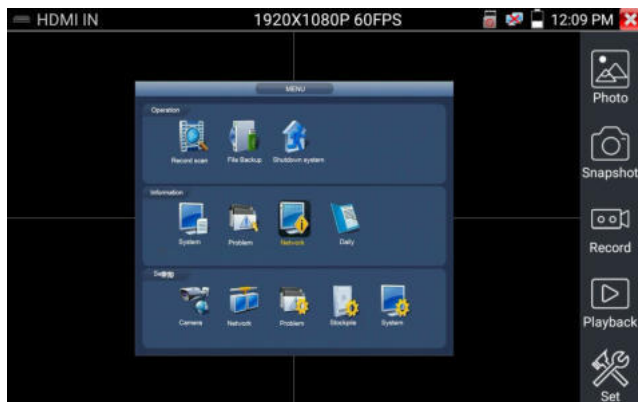 HDMI IN 1920X1080P 60FPS 12:09 PM
MENU
Operation
Record scan File Backup Shutdown system
Information
System Problem Network Daily
Camera Network Problem Stockpile System
Photo
Snapshot
Record
Playback
Set